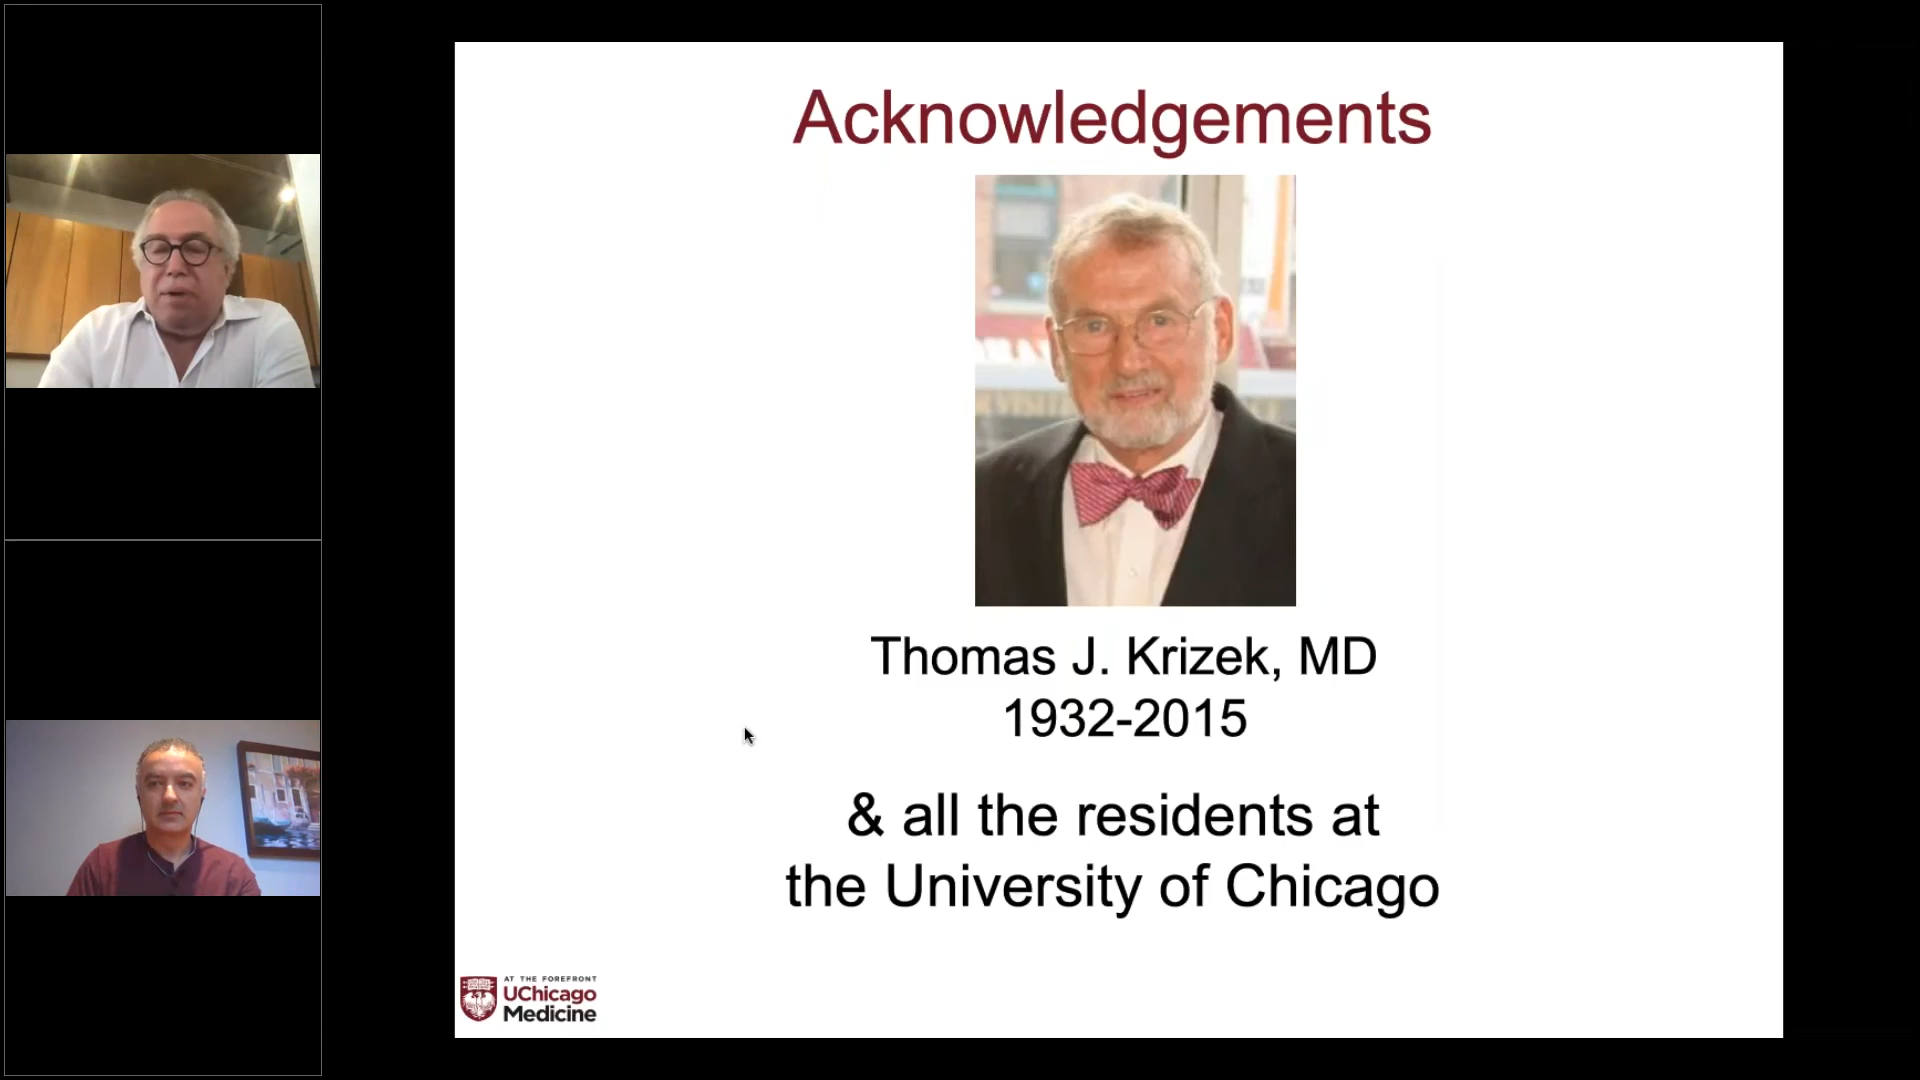 Acknowledgements
Thomas J. Krizek, MD
1932-2015
& all the residents at
the University of Chicago
AT THE FOREFRONT
UChicago
Medicine